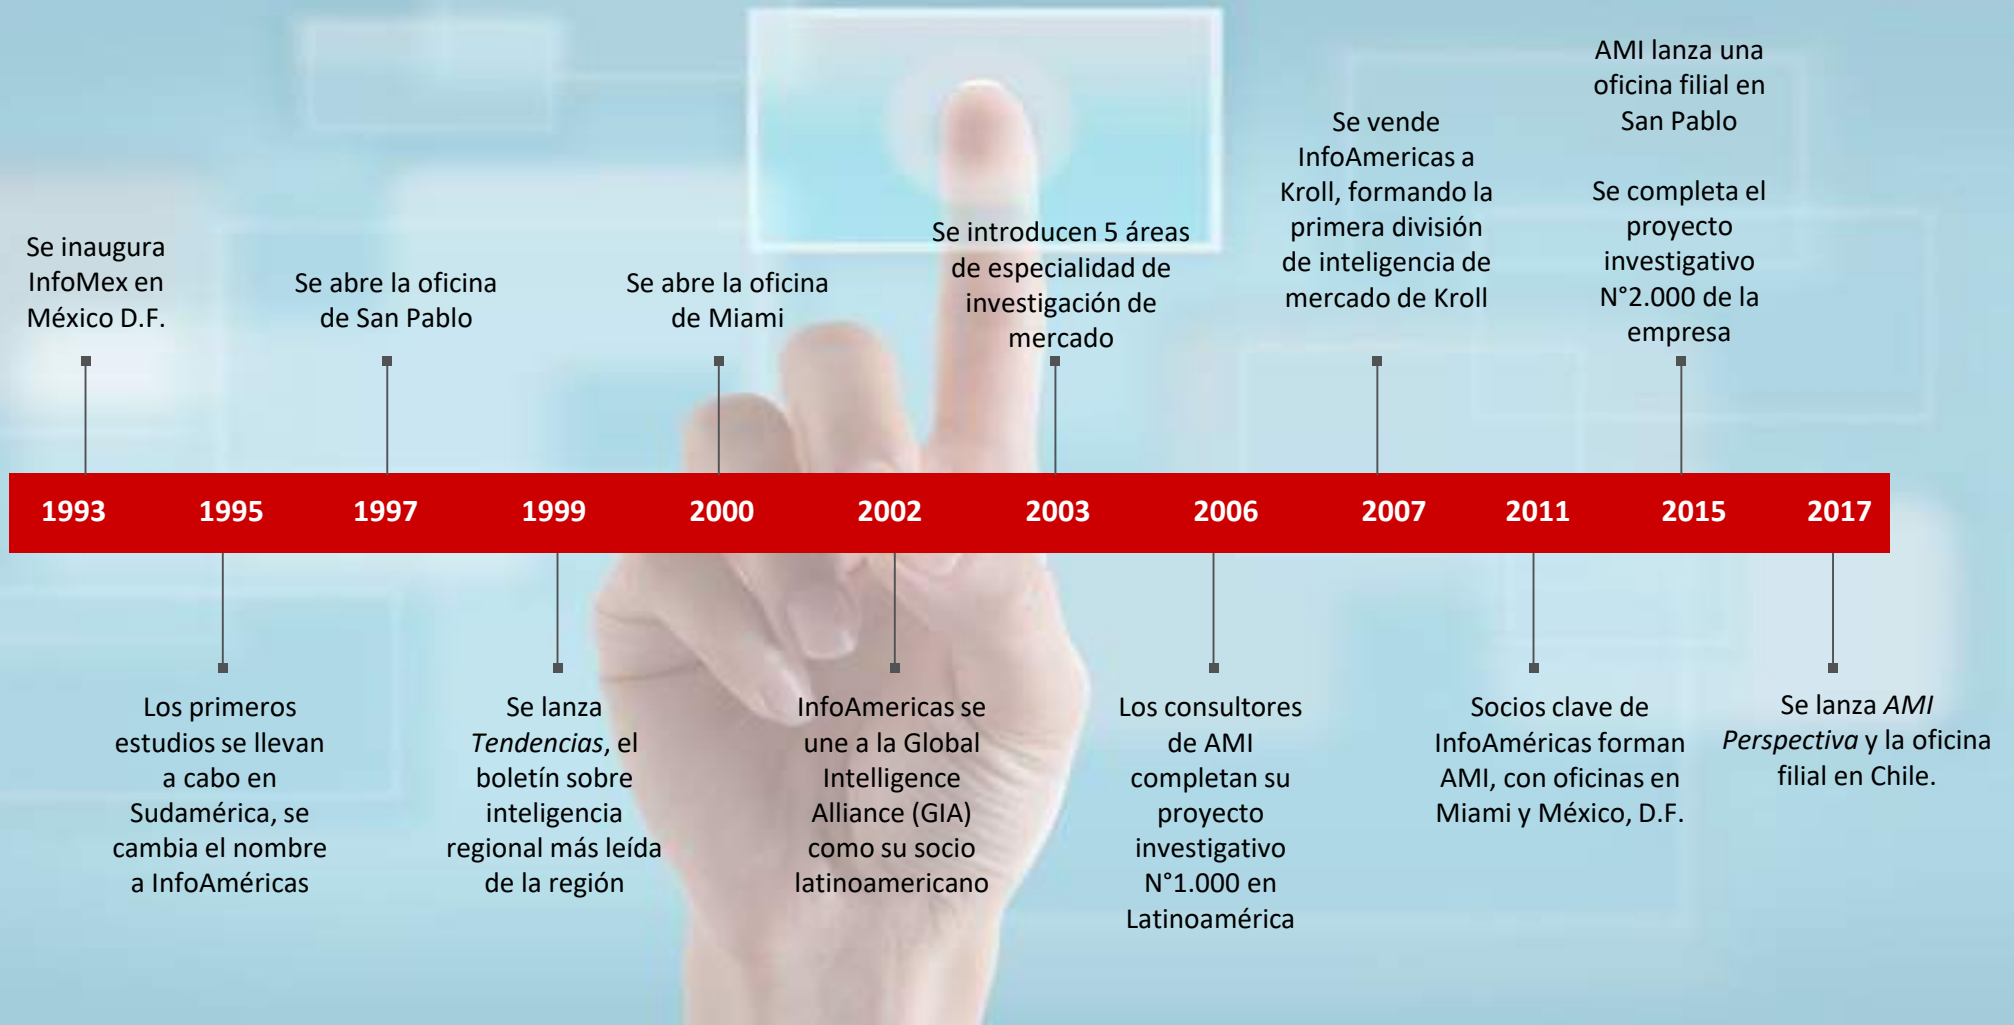 Se inaugura
InfoMex en
México D.F.
Se abre la oficina
de San Pablo
Se abre la oficina
de Miami
Se introducen 5 áreas
de especialidad de
investigación de
mercado
Se vende
InfoAmericas a
Kroll, formando la
primera división
de inteligencia de
mercado de Kroll
AMI lanza una
oficina filial en
San Pablo
Se completa el
proyecto
investigativo
N°2.000 de la
empresa
1993 1995 1997 1999 2000 2002 2003 2006 2007 2011 2015 2017
Los primeros
estudios se llevan
a cabo en
Sudamérica, se
cambia el nombre
a InfoAméricas
Se lanza
Tendencias, el
boletín sobre
inteligencia
regional más leída
de la región
InfoAmericas se
une a la Global
Intelligence
Alliance (GIA)
como su socio
latinoamericano
Los consultores
de AMI
completan su
proyecto
investigativo
N°1.000 en
Latinoamérica
Socios clave de
InfoAméricas forman
AMI, con oficinas en
Miami y México, D.F.
Se lanza AMI
Perspectiva y la oficina
filial en Chile.